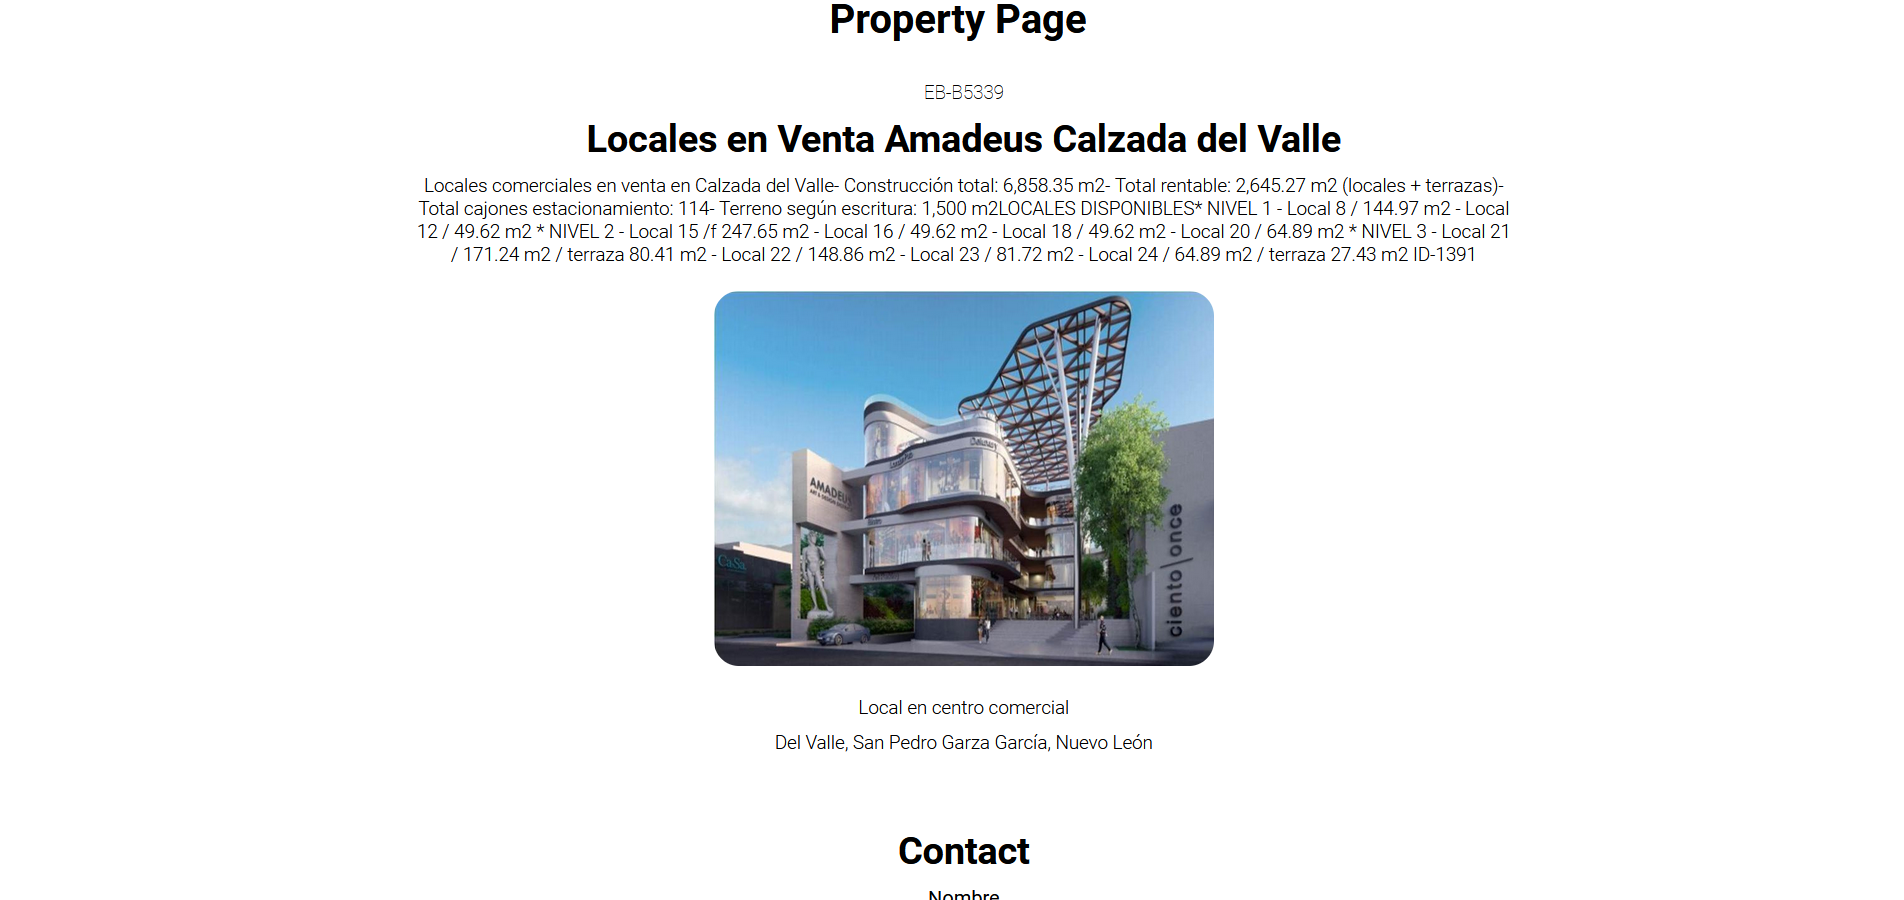 Property Page
EB-B5339
Locales en Venta Amadeus Calzada del Valle
Locales comerciales en venta en Calzada del Valle- Construcción total: 6,858.35 m2- Total rentable: 2,645.27 m2 (locales + terrazas)-
Total cajones estacionamiento: 114- Terreno según escritura: 1,500 m2LOCALES DISPONIBLES* NIVEL 1 - Local 8 / 144.97 m2 - Local
12 / 49.62 m2 * NIVEL 2 - Local 15 /f 247.65 m2 - Local 16 / 49.62 m2 - Local 18 / 49.62 m2 - Local 20 / 64.89 m2 * NIVEL 3 - Local 21
/ 171.24 m2 / terraza 80.41 m2 - Local 22 / 148.86 m2 - Local 23 / 81.72 m2 - Local 24 / 64.89 m2 / terraza 27.43 m2 ID-1391
AMADEUS
ART & DESIGN
CaSa
ciento|once
Local en centro comercial
Del Valle, San Pedro Garza García, Nuevo León
Contact
Nombre